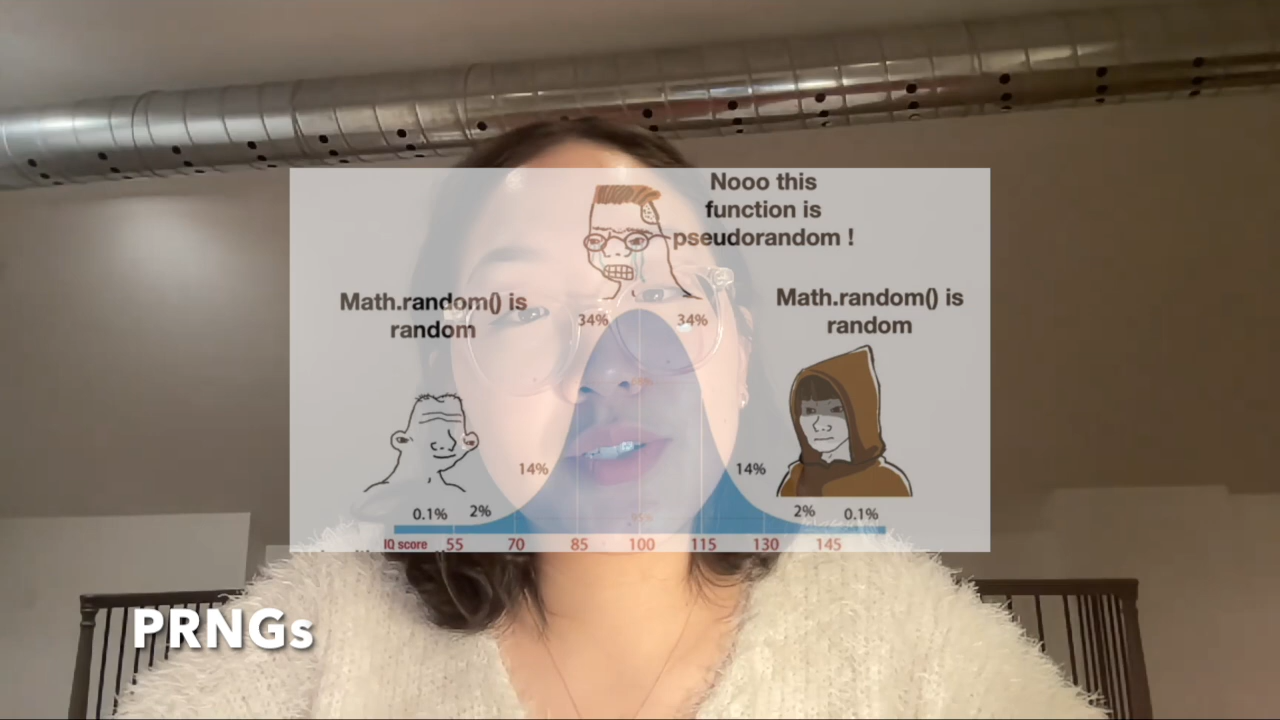 Nooo this
function is
pseudorandom !
Math.random() is
random
Math.random() is
random
34%
34%
14%
14%
0.1%
2%
2%
0.1%
IQ score 55 70 85 100 115 130 145
PRNGs